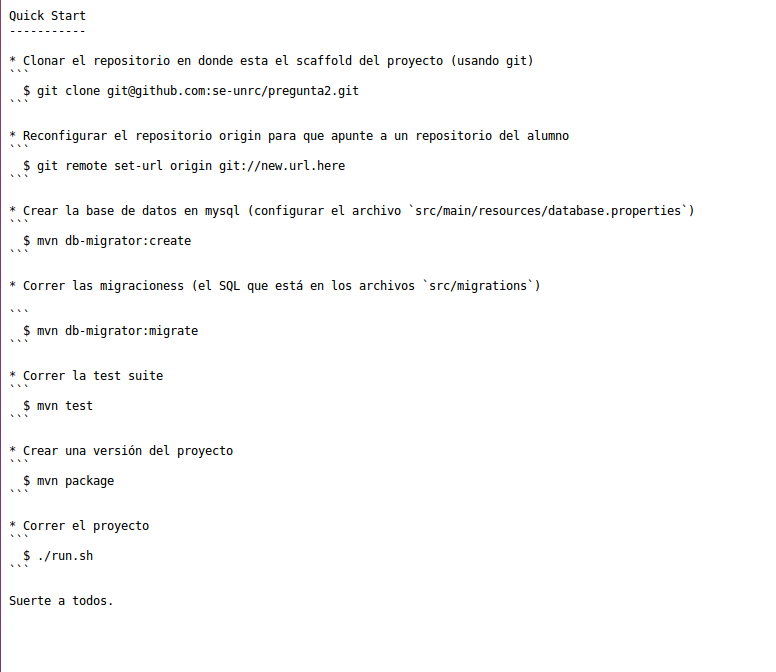 Quick Start
-----------
* Clonar el repositorio en donde esta el scaffold del proyecto (usando git)
```
  $ git clone git@github.com:se-unrc/pregunta2.git
```
* Reconfigurar el repositorio origin para que apunte a un repositorio del alumno
```
  $ git remote set-url origin git://new.url.here
```
* Crear la base de datos en mysql (configurar el archivo `src/main/resources/database.properties`)
```
  $ mvn db-migrator:create
```
* Correr las migracioness (el SQL que está en los archivos `src/migrations`)
```
  $ mvn db-migrator:migrate
```
* Correr la test suite
```
  $ mvn test
```
* Crear una versión del proyecto
```
  $ mvn package
```
* Correr el proyecto
```
  $ ./run.sh
```
Suerte a todos.